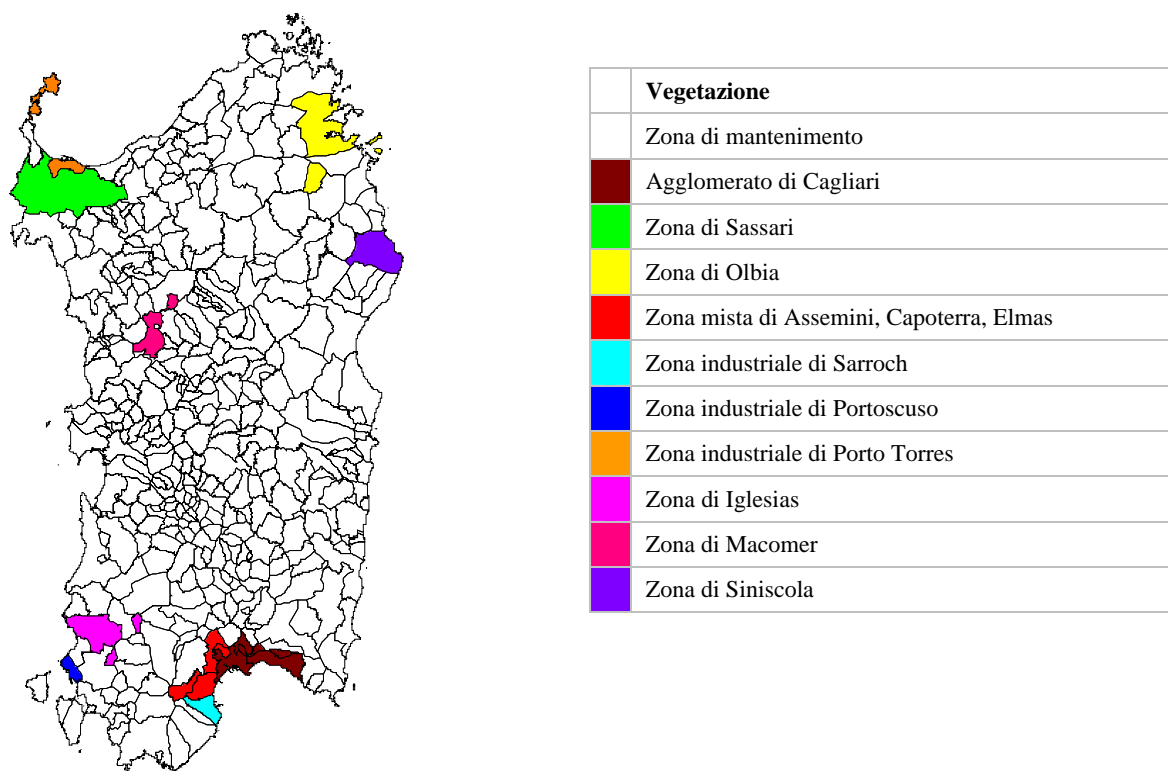 Vegetazione
Zona di mantenimento
Agglomerato di Cagliari
Zona di Sassari
Zona di Olbia
Zona mista di Assemini, Capoterra, Elmas
Zona industriale di Sarroch
Zona industriale di Portoscuso
Zona industriale di Porto Torres
Zona di Iglesias
Zona di Macomer
Zona di Siniscola